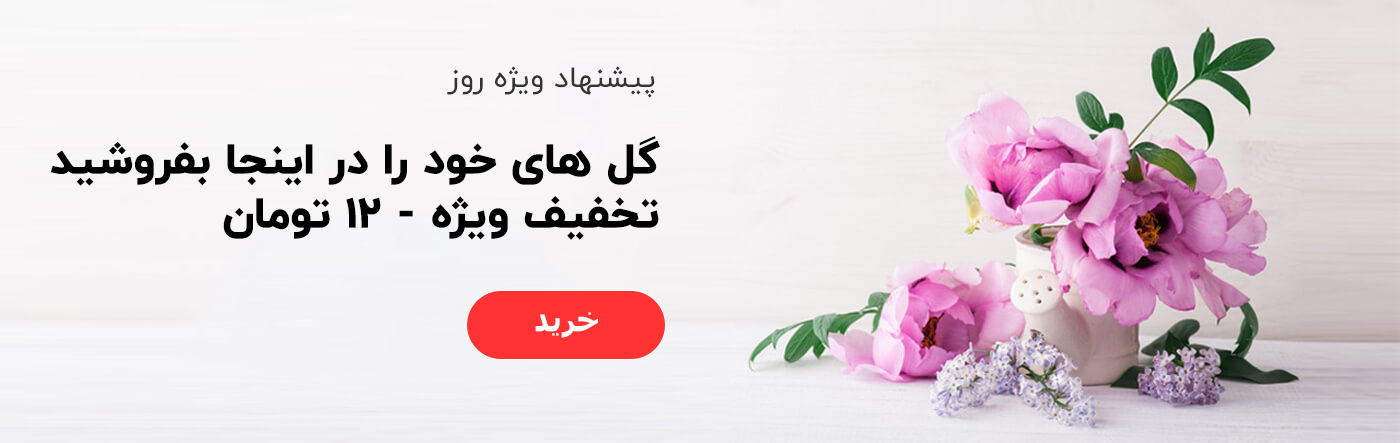 پیشنهاد ویژه روز
گل های خود را در اینجا بفروشید
تخفیف ویژه - ۱۲ تومان
خرید